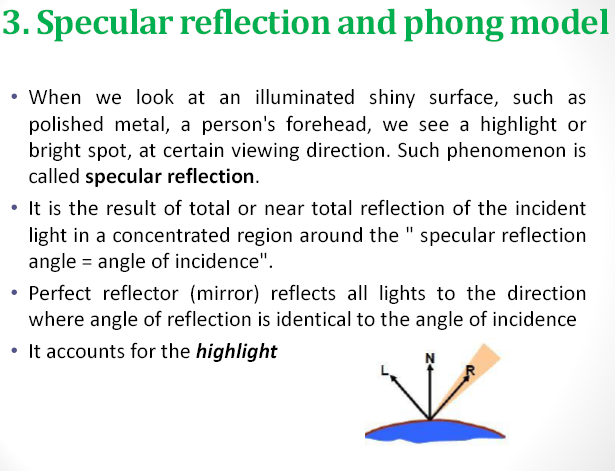 3. Specular reflection and phong model
• When we look at an illuminated shiny surface, such as
polished metal, a person's forehead, we see a highlight or
bright spot, at certain viewing direction. Such phenomenon is
called specular reflection.
• It is the result of total or near total reflection of the incident
light in a concentrated region around the " specular reflection
angle = angle of incidence".
• Perfect reflector (mirror) reflects all lights to the direction
where angle of reflection is identical to the angle of incidence
• It accounts for the highlight
N
L R